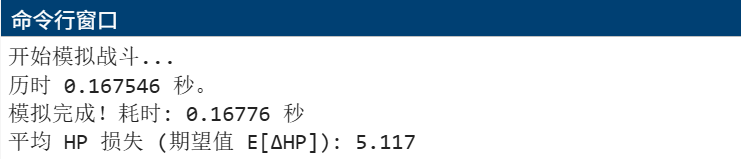 命令行窗口
开始模拟战斗...
历时 0.167546 秒。
模拟完成！耗时: 0.16776 秒
平均 HP 损失 (期望值 E[ΔHP]): 5.117